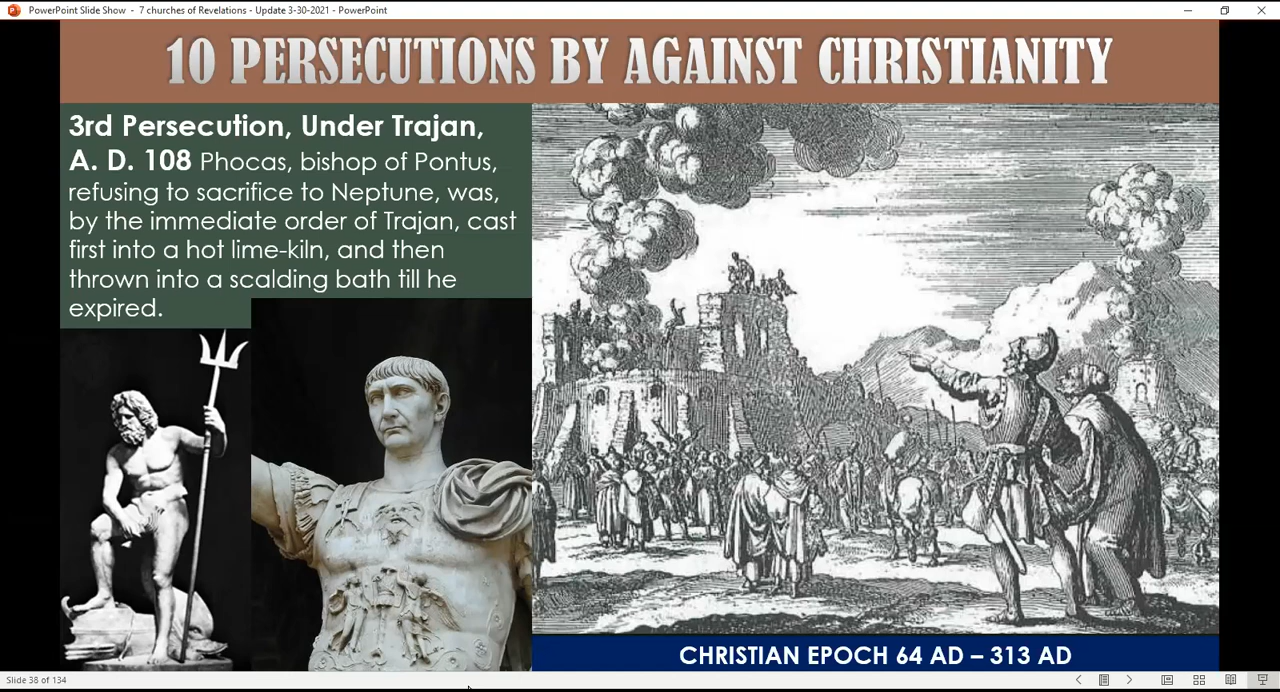 PowerPoint Slide Show - 7 churches of Revelations - Update 3-30-2021 - PowerPoint
10 PERSECUTIONS BY AGAINST CHRISTIANITY
3rd Persecution, Under Trajan,
A. D. 108 Phocas, bishop of Pontus,
refusing to sacrifice to Neptune, was,
by the immediate order of Trajan, cast
first into a hot lime-kiln, and then
thrown into a scalding bath till he
expired.
CHRISTIAN EPOCH 64 AD – 313 AD
Slide 38 of 134